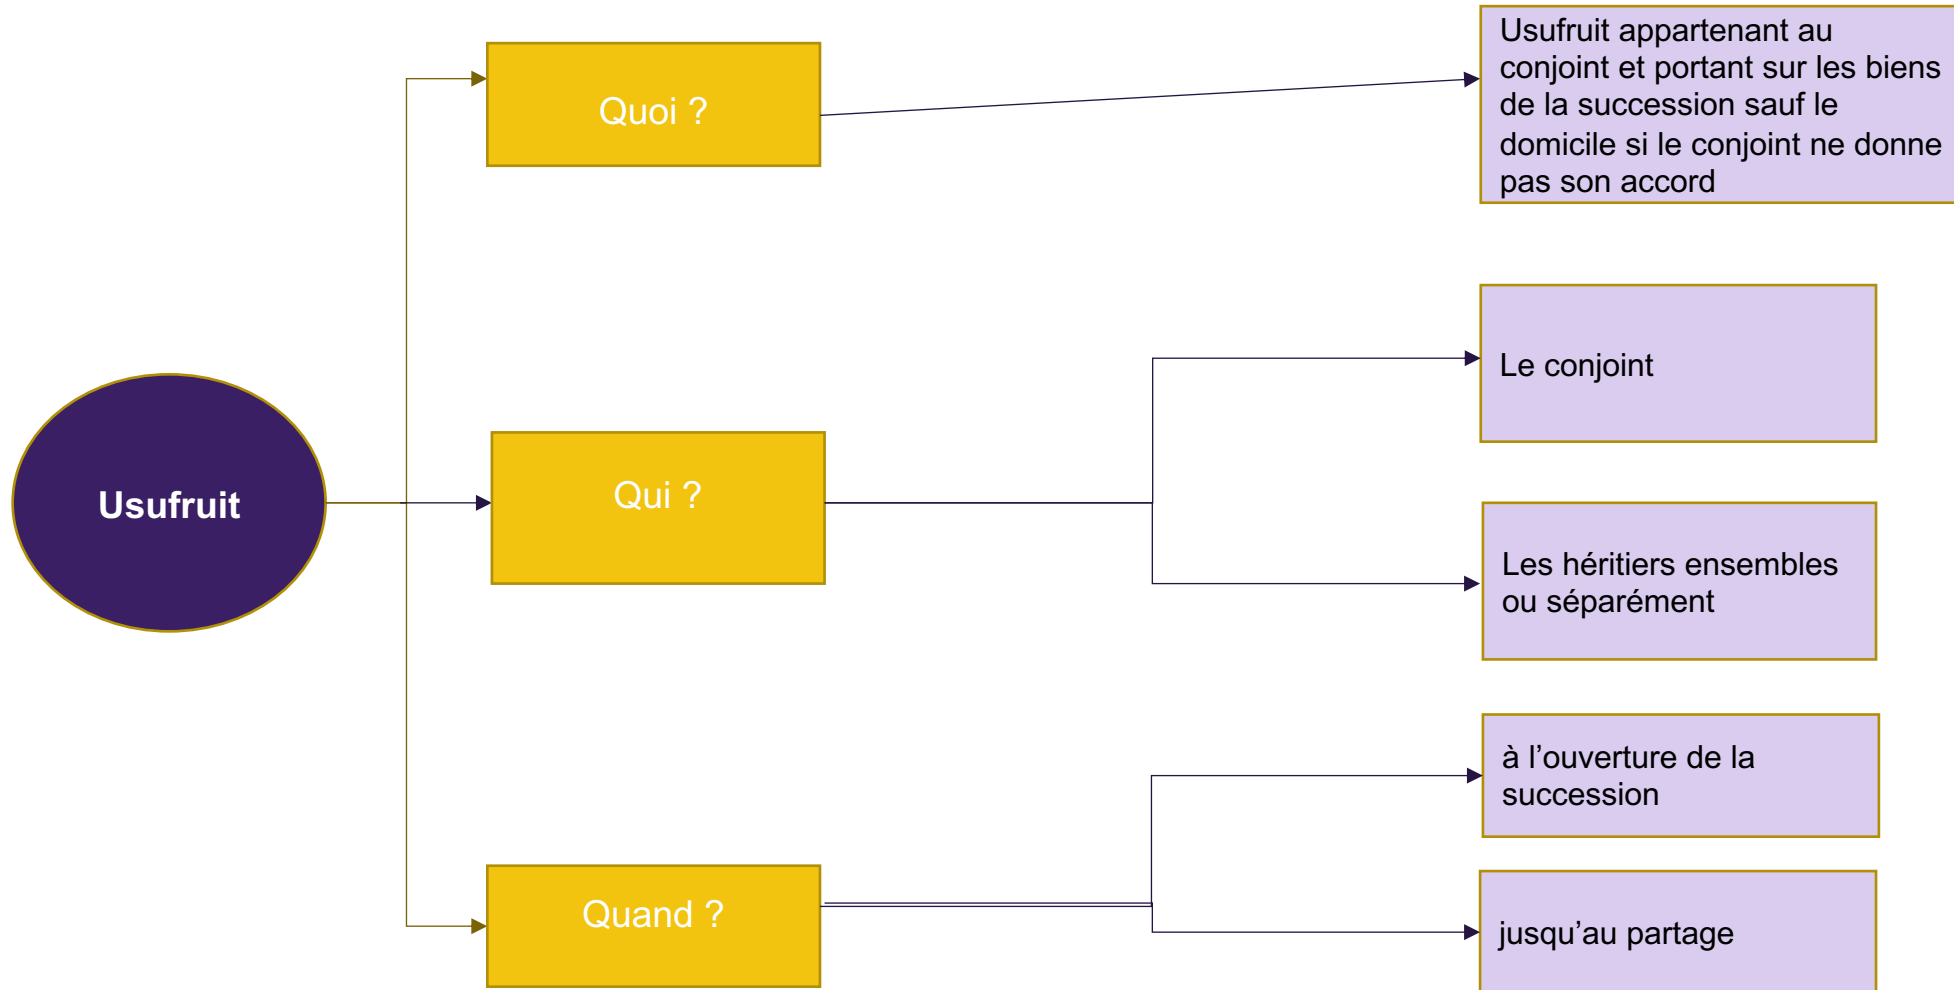 Usufruit
Quoi ?
Usufruit appartenant au
conjoint et portant sur les biens
de la succession sauf le
domicile si le conjoint ne donne
pas son accord
Qui ?
Le conjoint
Les héritiers ensembles
ou séparément
Quand ?
à l’ouverture de la
succession
jusqu’au partage